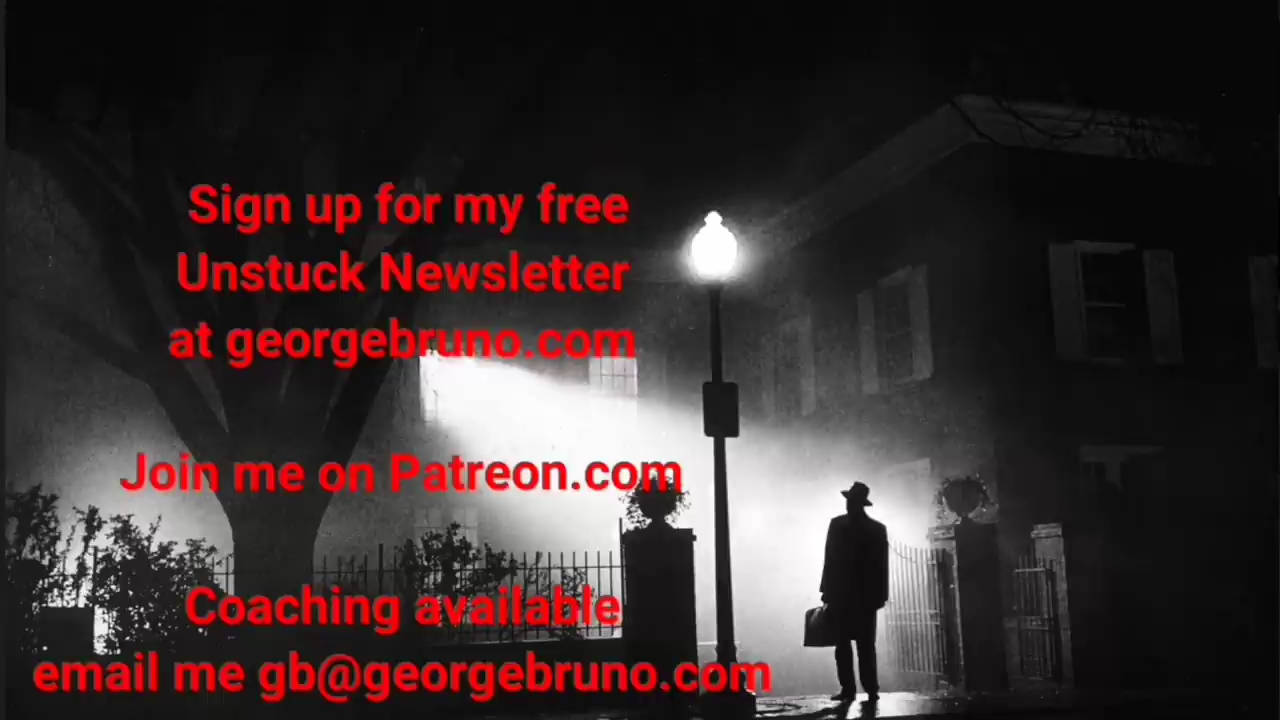 Sign up for my free
Unstuck Newsletter
at georgebruno.com
Join me on Patreon.com
Coaching available
email me gb@georgebruno.com